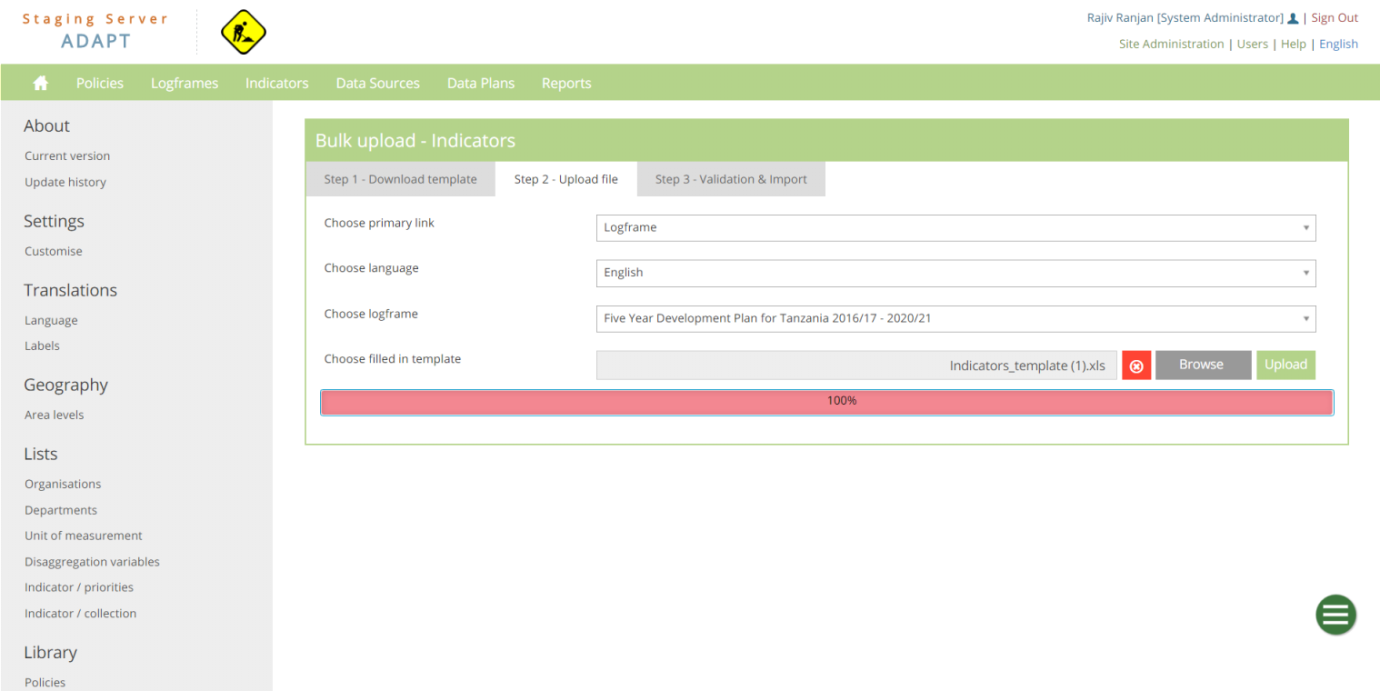 Staging Server
ADAPT
Rajiv Ranjan [System Administrator] | Sign Out
Site Administration | Users | Help | English
Policies Logframes Indicators Data Sources Data Plans Reports
About
Current version
Update history
Settings
Customise
Translations
Language
Labels
Geography
Area levels
Lists
Organisations
Departments
Unit of measurement
Disaggregation variables
Indicator / priorities
Indicator / collection
Library
Policies
Bulk upload - Indicators
Step 1 - Download template Step 2 - Upload file Step 3 - Validation & Import
Choose primary link Logframe
Choose language English
Choose logframe Five Year Development Plan for Tanzania 2016/17 - 2020/21
Choose filled in template Indicators_template (1).xls Browse Upload
100%